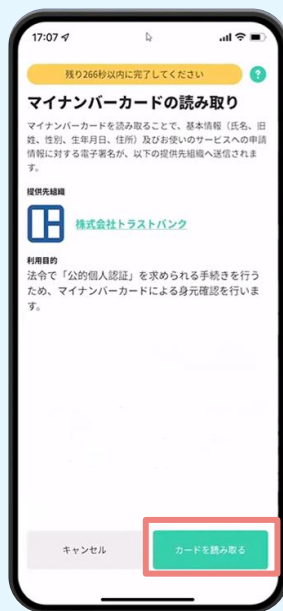 17:07
残り266秒以内に完了してください
?
マイナンバーカードの読み取り
マイナンバーカードを読み取ることで、基本情報（氏名、旧
姓、性別、生年月日、住所）及びお使いのサービスへの申請
情報に対する電子署名が、以下の提供先組織へ送信されま
す。
提供先組織
株式会社トラストバンク
利用目的
法令で「公的個人認証」を求められる手続きを行う
ため、マイナンバーカードによる身元確認を行いま
す。
キャンセル
カードを読み取る